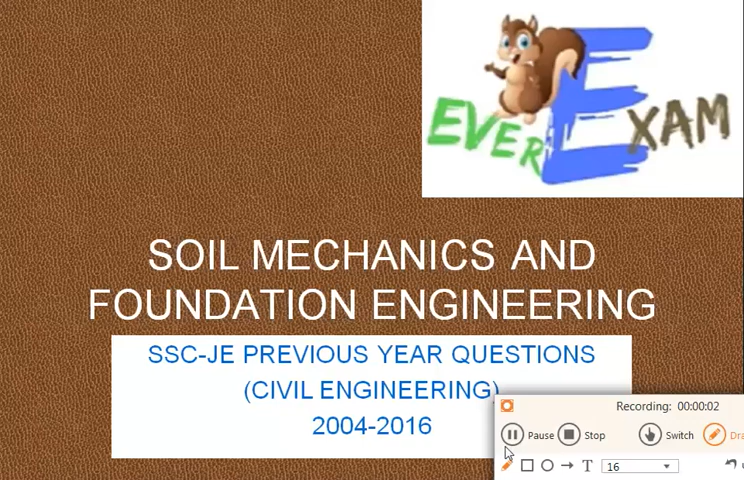 EVER EXAM
SOIL MECHANICS AND
FOUNDATION ENGINEERING
SSC-JE PREVIOUS YEAR QUESTIONS
(CIVIL ENGINEERING)
2004-2016
Recording: 00:00:02
Pause Stop Switch
T 16